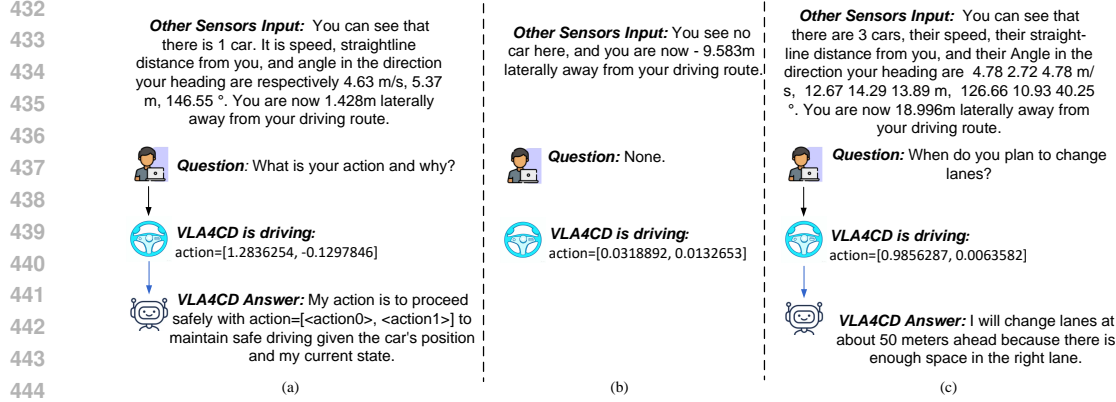 432
433
434
435
436
437
438
439
440
441
442
443
444
Other Sensors Input: You can see that
there is 1 car. It is speed, straightline
distance from you, and angle in the direction
your heading are respectively 4.63 m/s, 5.37
m, 146.55 °. You are now 1.428m laterally
away from your driving route.
Question: What is your action and why?
VLA4CD is driving:
action=[1.2836254, -0.1297846]
VLA4CD Answer: My action is to proceed
safely with action=[<action0>, <action1>] to
maintain safe driving given the car's position
and my current state.
(a)
Other Sensors Input: You see no
car here, and you are now - 9.583m
laterally away from your driving route.
Question: None.
VLA4CD is driving:
action=[0.0318892, 0.0132653]
(b)
Other Sensors Input: You can see that
there are 3 cars, their speed, their straight-
line distance from you, and their Angle in the
direction your heading are 4.78 2.72 4.78 m/
s, 12.67 14.29 13.89 m, 126.66 10.93 40.25
°. You are now 18.996m laterally away from
your driving route.
Question: When do you plan to change
lanes?
VLA4CD is driving:
action=[0.9856287, 0.0063582]
VLA4CD Answer: I will change lanes at
about 50 meters ahead because there is
enough space in the right lane.
(c)